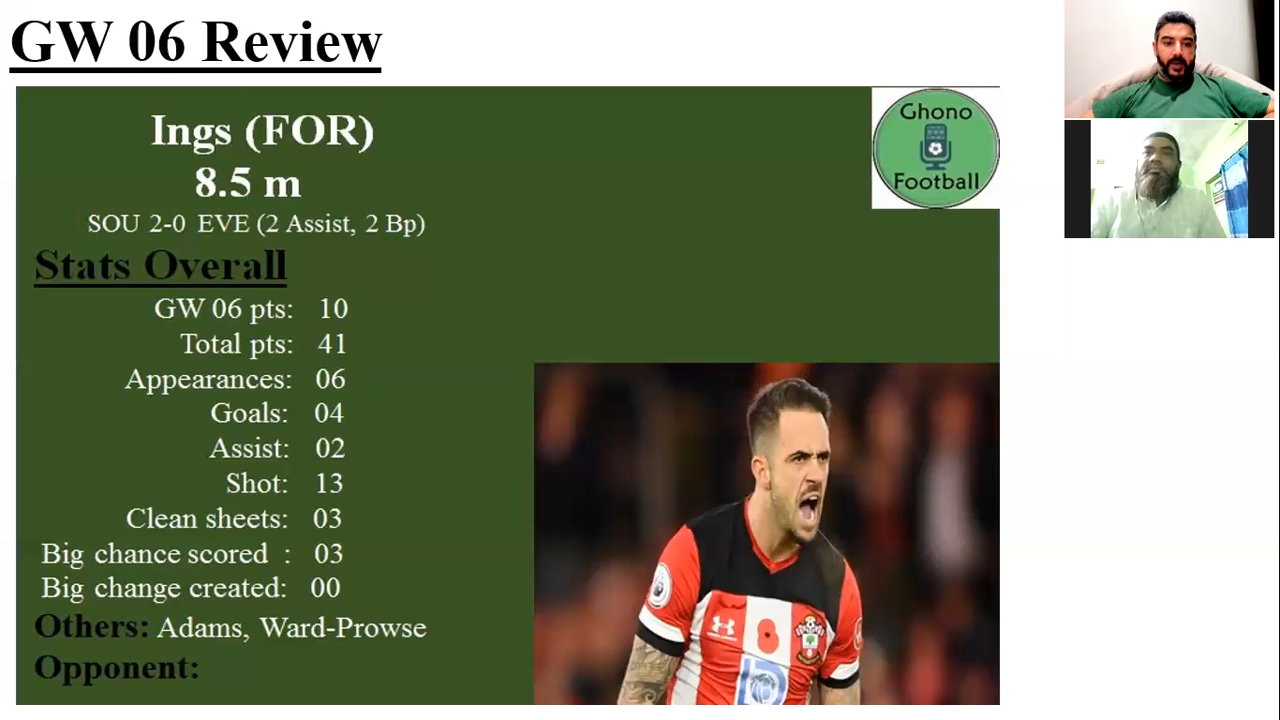 GW 06 Review
Ings (FOR)
8.5 m
SOU 2-0 EVE (2 Assist, 2 Bp)
Stats Overall
GW 06 pts: 10
Total pts: 41
Appearances: 06
Goals: 04
Assist: 02
Shot: 13
Clean sheets: 03
Big chance scored : 03
Big change created: 00
Others: Adams, Ward-Prowse
Opponent:
Ghono
Football